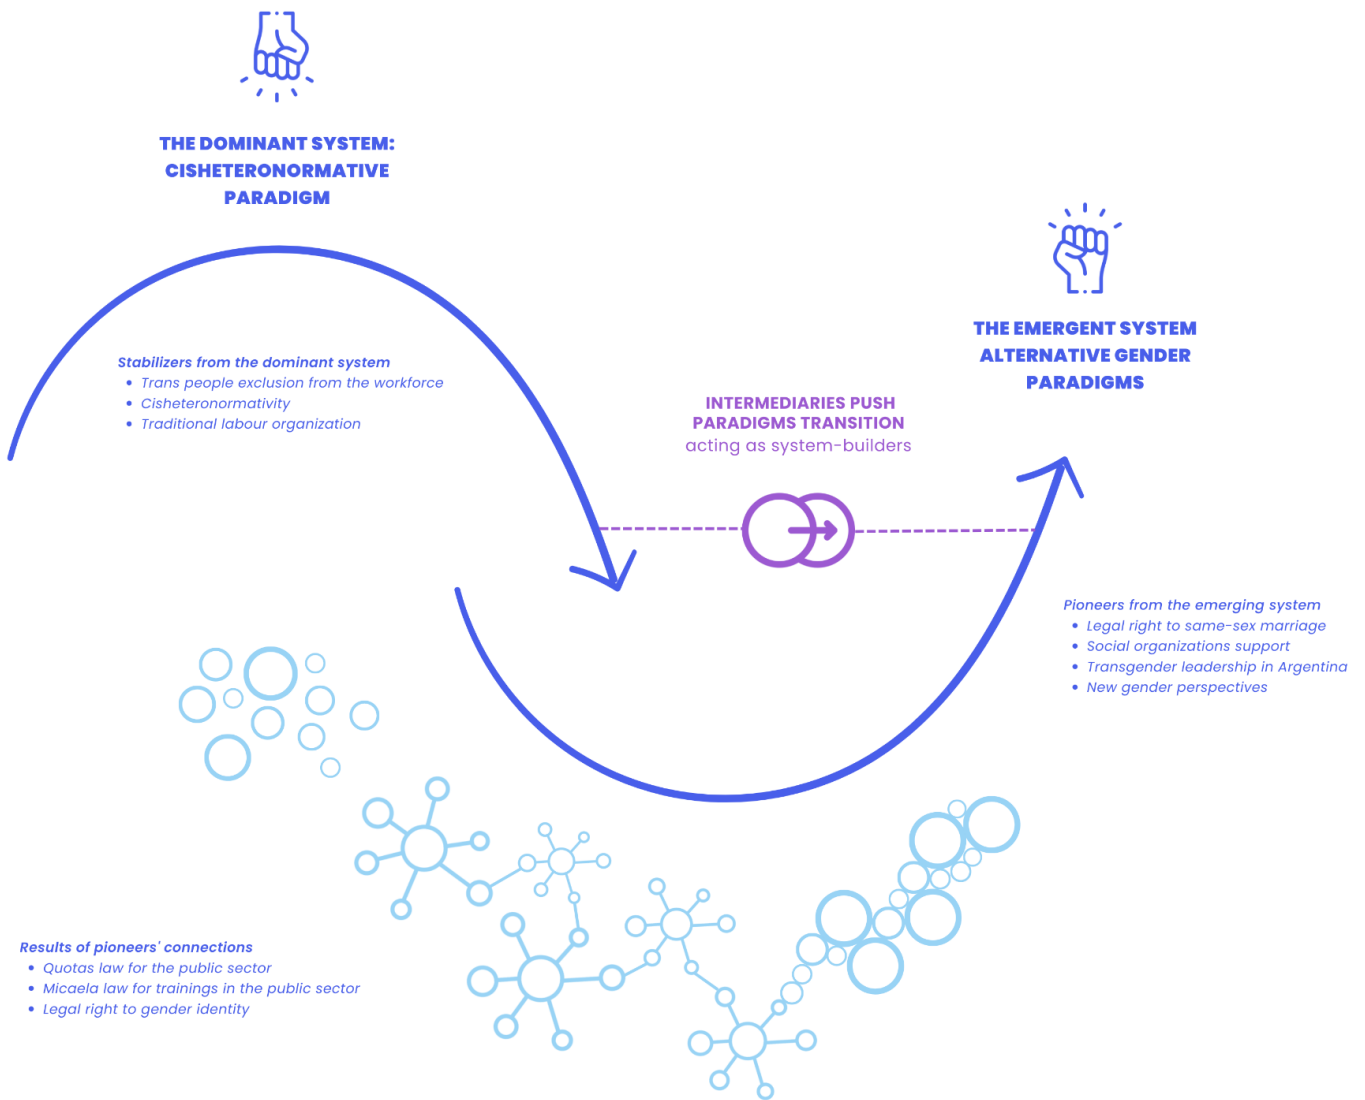 THE DOMINANT SYSTEM:
CISHETERONORMATIVE
PARADIGM
Stabilizers from the dominant system
• Trans people exclusion from the workforce
• Cisheteronormativity
• Traditional labour organization
INTERMEDIARIES PUSH
PARADIGMS TRANSITION
acting as system-builders
THE EMERGENT SYSTEM
ALTERNATIVE GENDER
PARADIGMS
Pioneers from the emerging system
• Legal right to same-sex marriage
• Social organizations support
• Transgender leadership in Argentina
• New gender perspectives
Results of pioneers' connections
• Quotas law for the public sector
• Micaela law for trainings in the public sector
• Legal right to gender identity